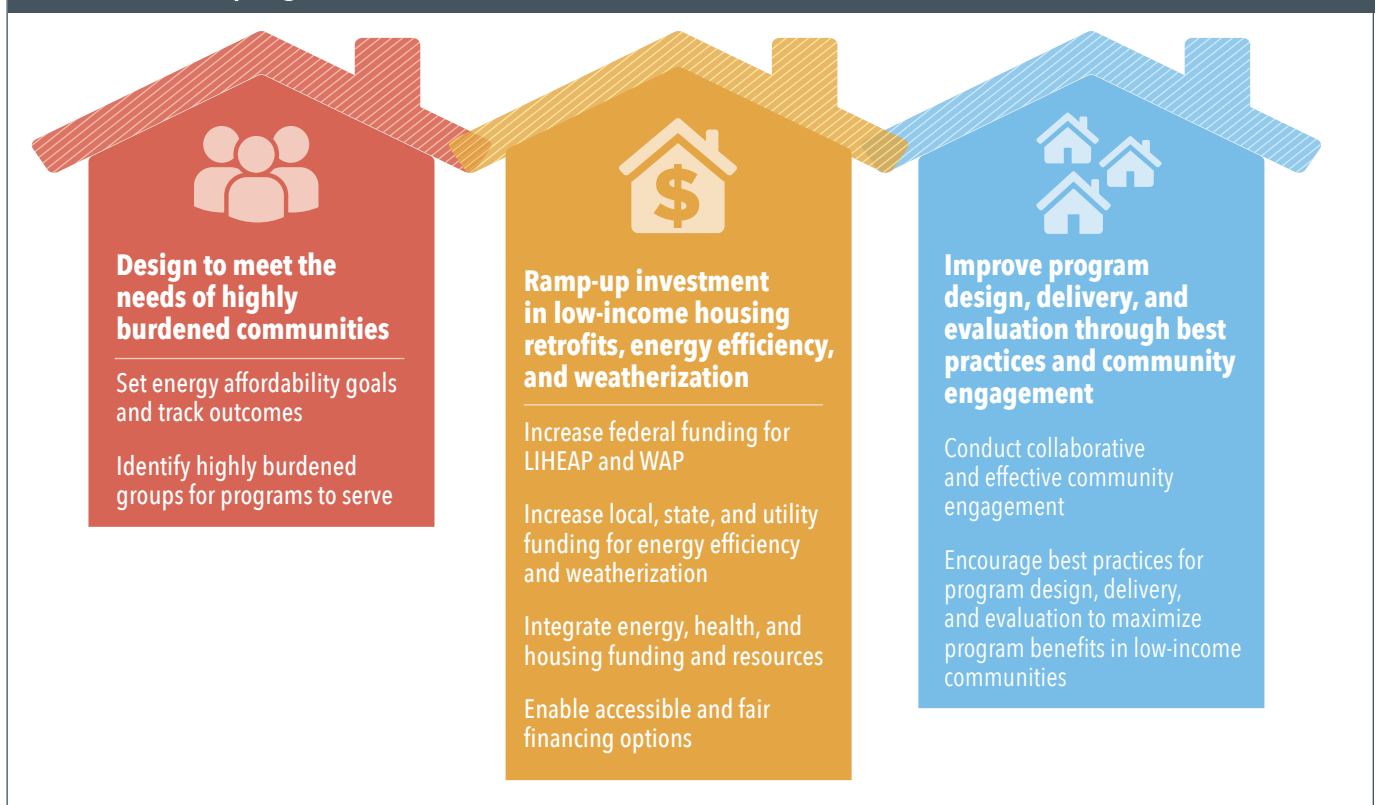 Design to meet the
needs of highly
burdened communities
Set energy affordability goals
and track outcomes
Identify highly burdened
groups for programs to serve
Ramp-up investment
in low-income housing
retrofits, energy efficiency,
and weatherization
Increase federal funding for
LIHEAP and WAP
Increase local, state, and utility
funding for energy efficiency
and weatherization
Integrate energy, health, and
housing funding and resources
Enable accessible and fair
financing options
Improve program
design, delivery, and
evaluation through best
practices and community
engagement
Conduct collaborative
and effective community
engagement
Encourage best practices for
program design, delivery,
and evaluation to maximize
program benefits in low-income
communities